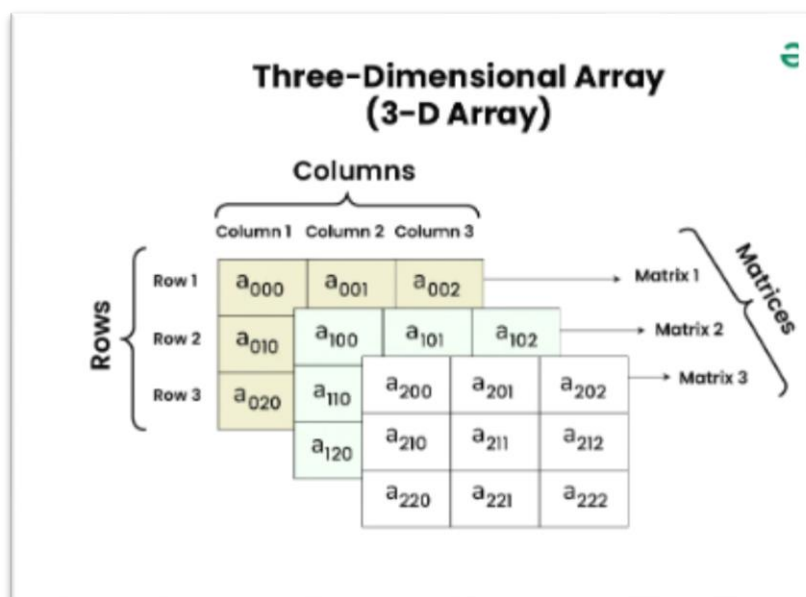 Three-Dimensional Array
(3-D Array)
Columns
Column 1 Column 2 Column 3
Rows
Row 1 a000 a001 a002 Matrix 1
Matrices
Row 2 a010 a100 a101 a102 Matrix 2
Row 3 a020 a110 a200 a201 a202 Matrix 3
a120 a210 a211 a212
a220 a221 a222